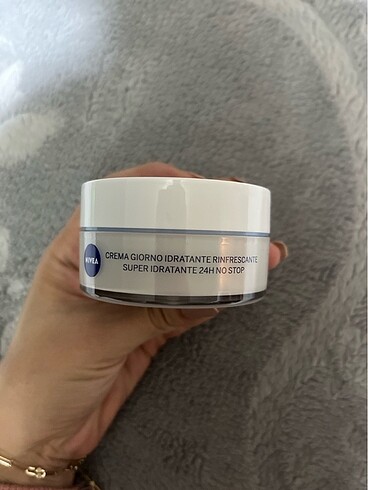 NIVEA
CREMA GIORNO IDRATANTE RINFRESCANTE
SUPER IDRATANTE 24H NO STOP